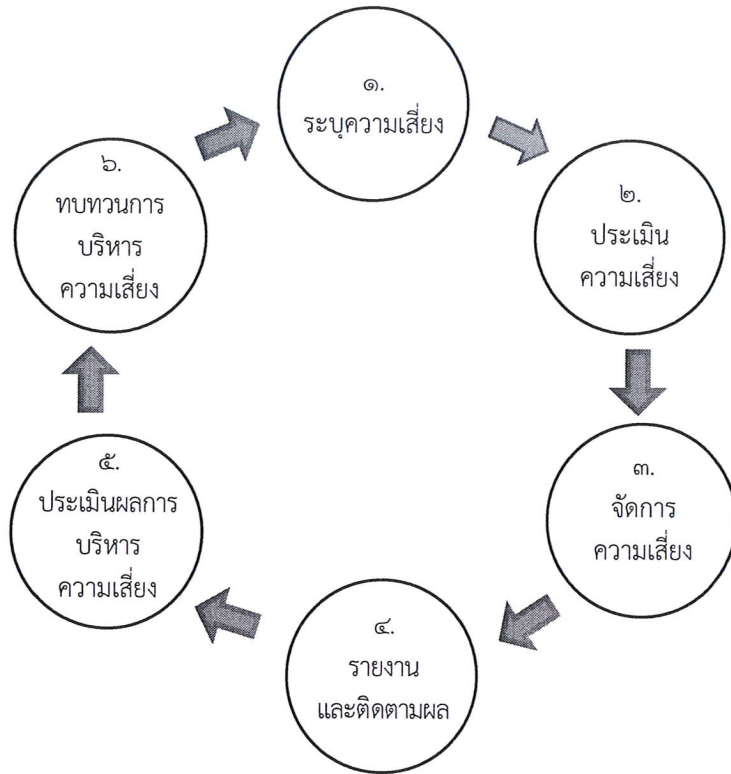 ๑.
ระบุความเสี่ยง
๒.
ประเมิน
ความเสี่ยง
๓.
จัดการ
ความเสี่ยง
๔.
รายงาน
และติดตามผล
๕.
ประเมินผลการ
บริหาร
ความเสี่ยง
๖.
ทบทวนการ
บริหาร
ความเสี่ยง